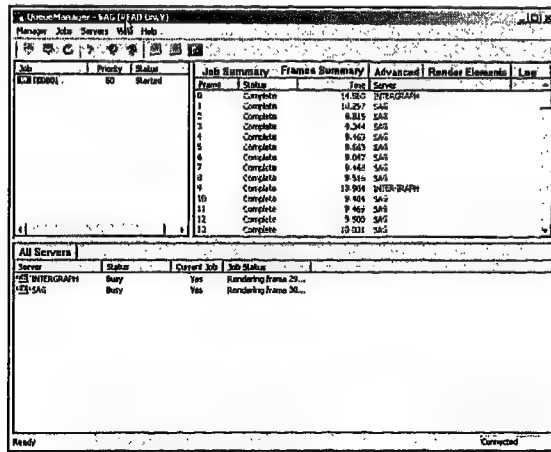 QueueManager - SAG (READ ONLY)
Manager Jobs Servers Help
Job Priority Status
50 Started
Job Summary Frames Summary Advanced Render Elements Log
Frame Status Time Server
0 Complete INTERGRAPH
1 Complete 10.297 SAG
2 Complete SAG
3 Complete 9.344 SAG
4 Complete SAG
5 Complete SAG
6 Complete SAG
7 Complete SAG
8 Complete SAG
9 Complete INTERGRAPH
10 Complete SAG
11 Complete SAG
12 Complete SAG
13 Complete SAG
All Servers
Server Status Current Job Job Status
INTERGRAPH Busy Yes Rendering frame 29...
SAG Busy Yes Rendering frame 30...
Ready Connected